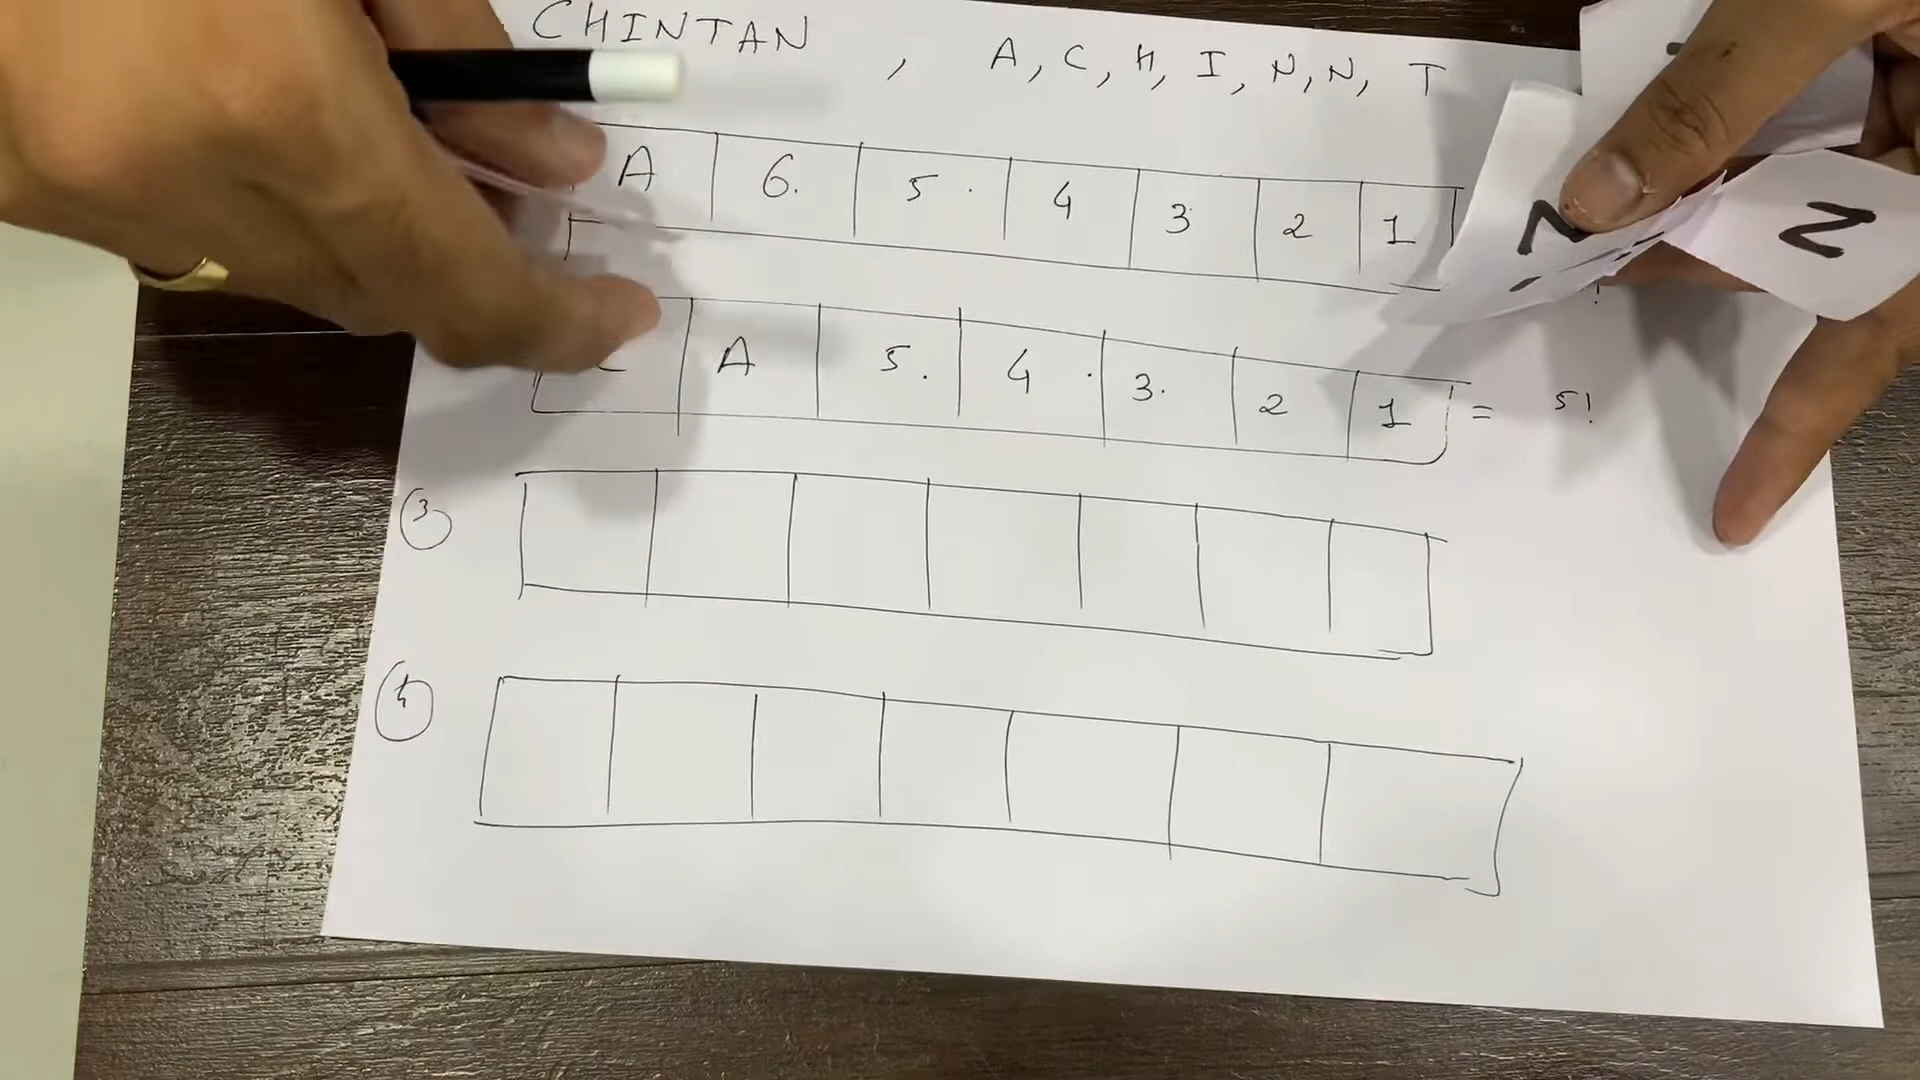 CHINTAN , A, C, H, I, N, N, T
A 6. 5. 4 3 2 1
N N
!
C A 5. 4. 3. 2 1 = 5!
3
4